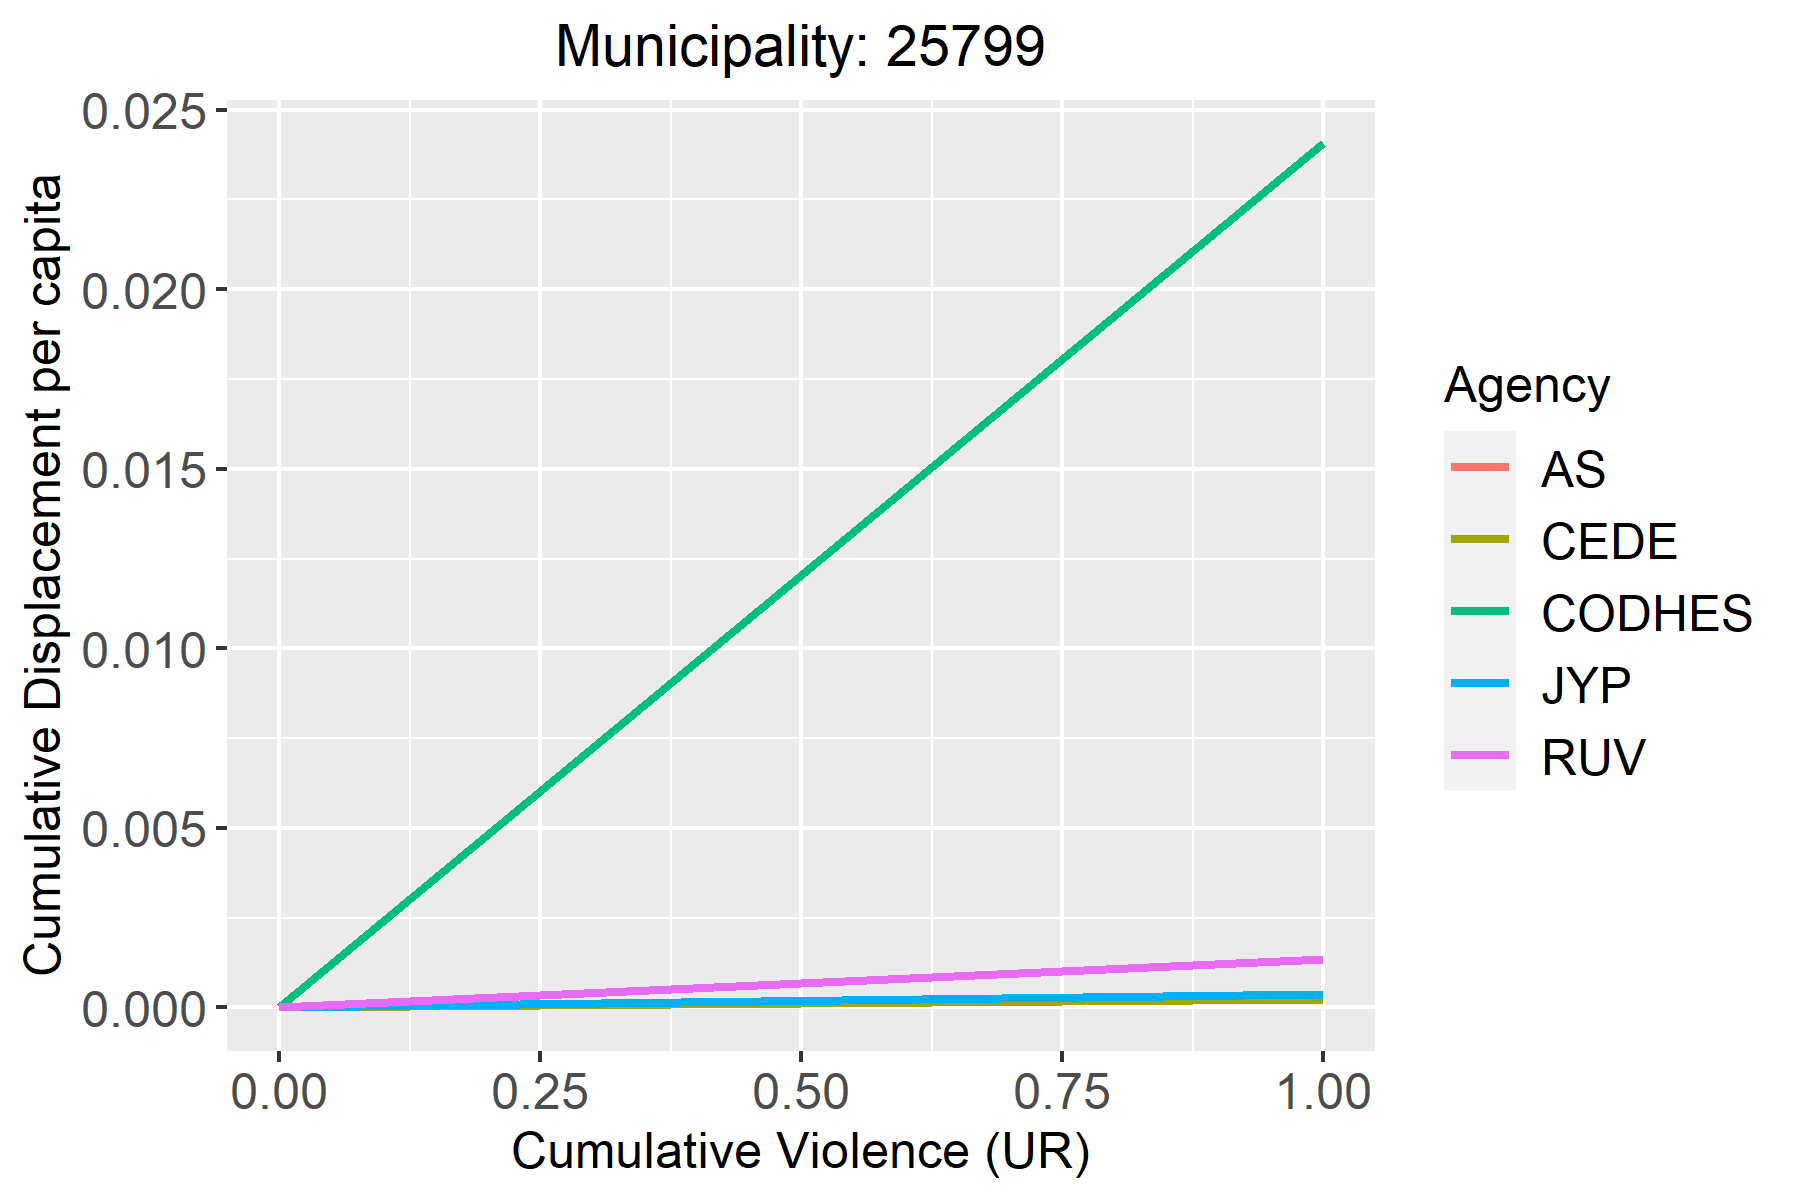 Municipality: 25799
Cumulative Displacement per capita
0.025
0.020
0.015
0.010
0.005
0.000
0.00 0.25 0.50 0.75 1.00
Cumulative Violence (UR)
Agency
AS
CEDE
CODHES
JYP
RUV